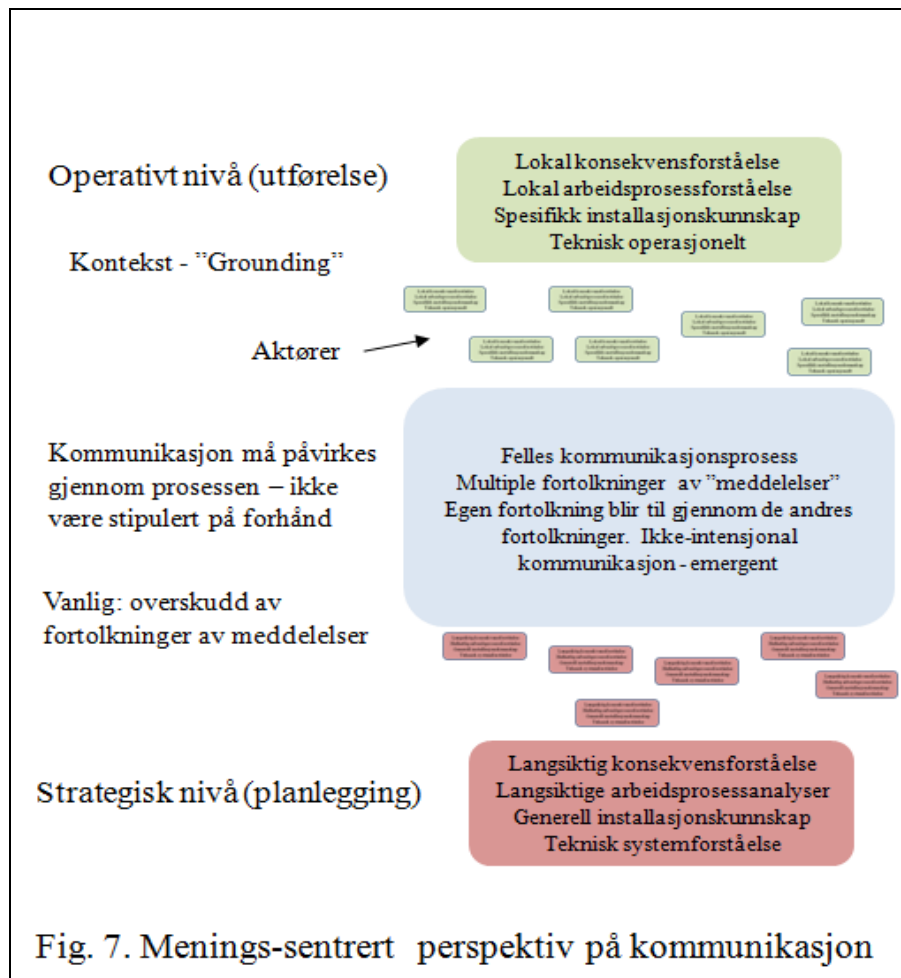 Operativt nivå (utførelse)
Lokal konsekvensforståelse
Lokal arbeidsprosessforståelse
Spesifikk installasjonskunnskap
Teknisk operasjonelt
Kontekst - ”Grounding”
Aktører
Kommunikasjon må påvirkes
gjennom prosessen – ikke
være stipulert på forhånd
Felles kommunikasjonsprosess
Multiple fortolkninger av ”meddelelser”
Egen fortolkning blir til gjennom de andres
fortolkninger. Ikke-intensjonal
kommunikasjon - emergent
Vanlig: overskudd av
fortolkninger av meddelelser
Strategisk nivå (planlegging)
Langsiktig konsekvensforståelse
Langsiktige arbeidsprosessanalyser
Generell installasjonskunnskap
Teknisk systemforståelse
Fig. 7. Menings-sentrert perspektiv på kommunikasjon